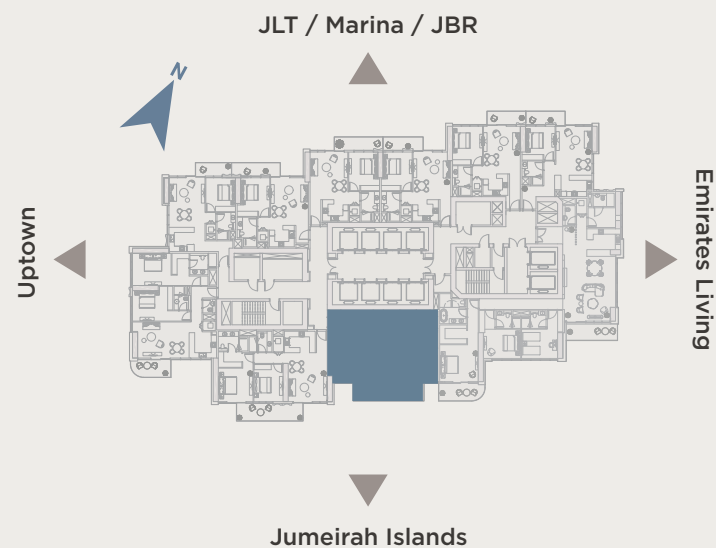 JLT / Marina / JBR
N
Uptown
Emirates Living
Jumeirah Islands